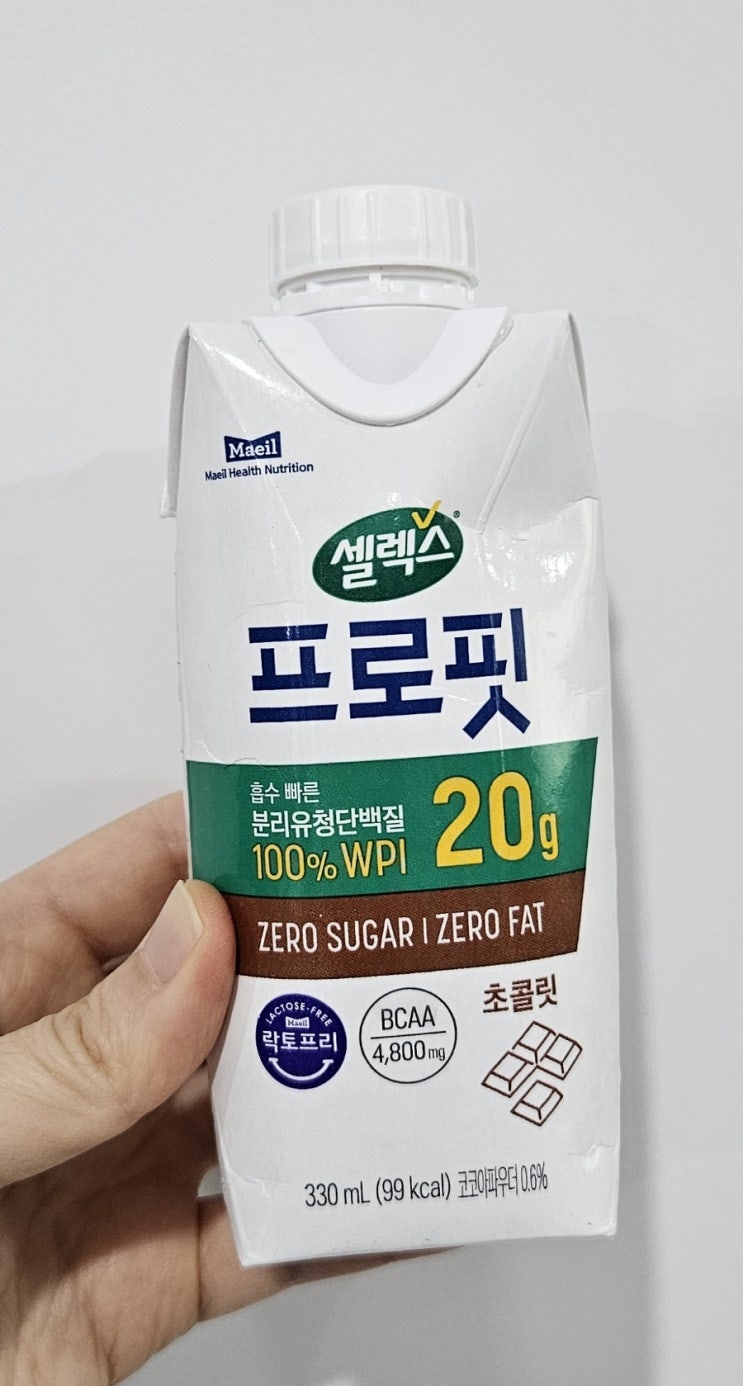 Maeil
Maeil Health Nutrition
셀렉스®
프로핏
흡수 빠른
분리유청단백질
100% WPI
20g
ZERO SUGAR | ZERO FAT
LACTOSE-FREE
Maeil
락토프리
BCAA
4,800mg
초콜릿
330 mL (99 kcal) 코코아파우더 0.6%